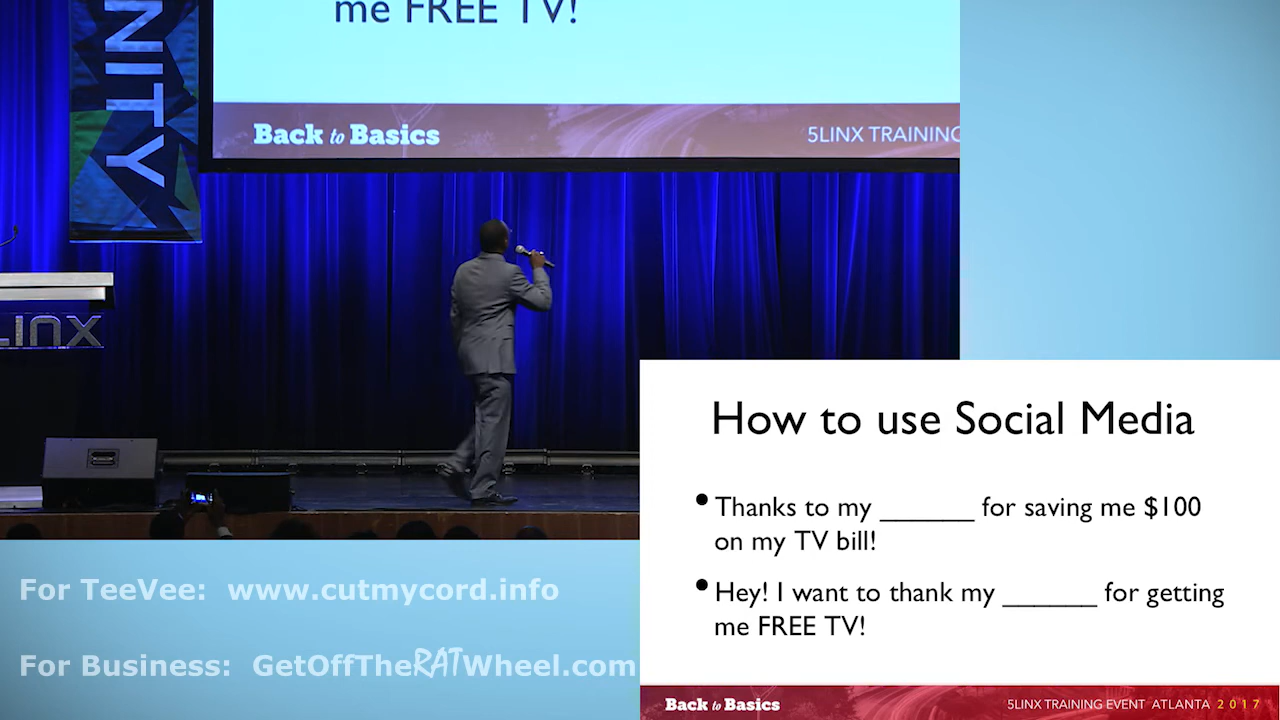 me FREE TV!
NITY
Back to Basics
5LINX TRAINING
LINX
How to use Social Media
• Thanks to my ______ for saving me $100
on my TV bill!
• Hey! I want to thank my ______ for getting
me FREE TV!
For TeeVee: www.cutmycord.info
For Business: GetOffTheRATWheel.com
Back to Basics
5LINX TRAINING EVENT ATLANTA 2017